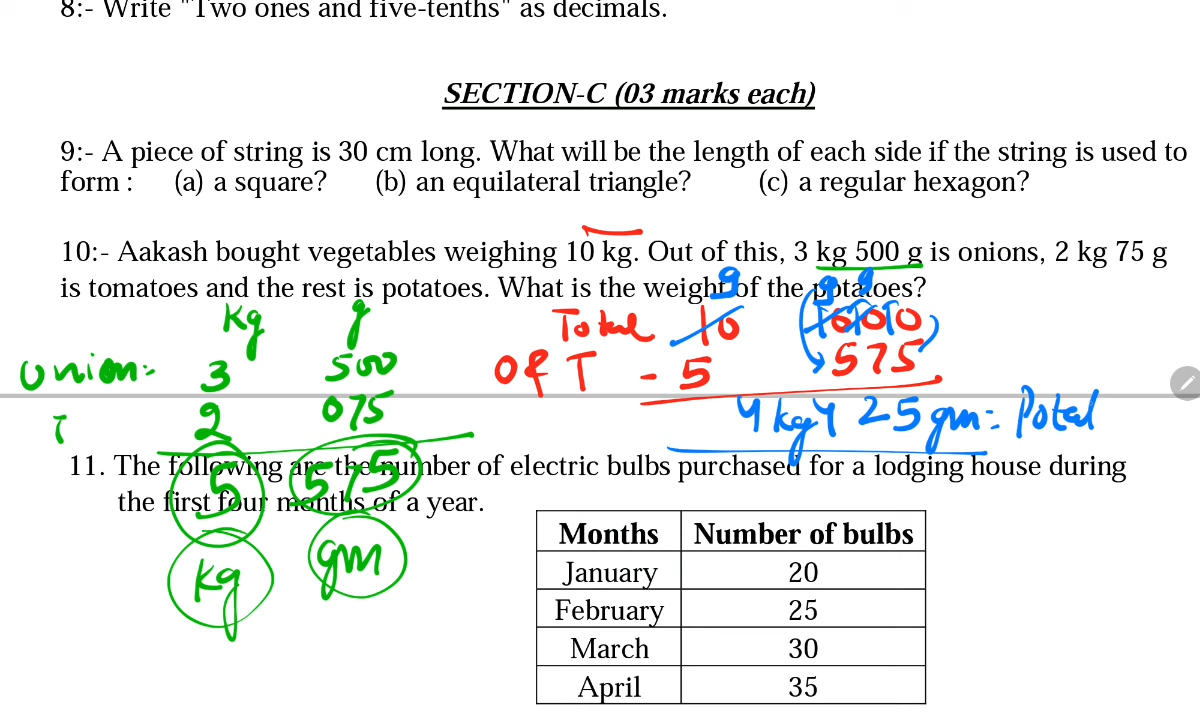 8:- Write "Two ones and five-tenths" as decimals.
SECTION-C (03 marks each)
9:- A piece of string is 30 cm long. What will be the length of each side if the string is used to
form : (a) a square? (b) an equilateral triangle? (c) a regular hexagon?
10:- Aakash bought vegetables weighing 10 kg. Out of this, 3 kg 500 g is onions, 2 kg 75 g
is tomatoes and the rest is potatoes. What is the weight of the potatoes?
kg g Total 10
Union:- 3 500 O & T - 5 575
T 2 075 4 kg 425 gm = Potat
5 575
kg gm
11. The following are the number of electric bulbs purchased for a lodging house during
the first four months of a year.
Months Number of bulbs
January 20
February 25
March 30
April 35